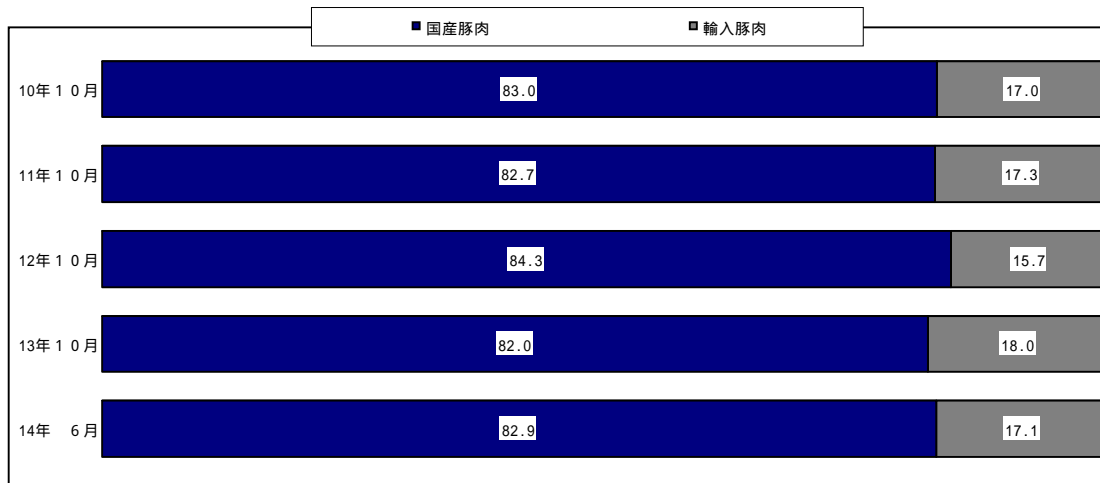 国産豚肉 輸入豚肉
10年１０月 83.0 17.0
11年１０月 82.7 17.3
12年１０月 84.3 15.7
13年１０月 82.0 18.0
14年　６月 82.9 17.1